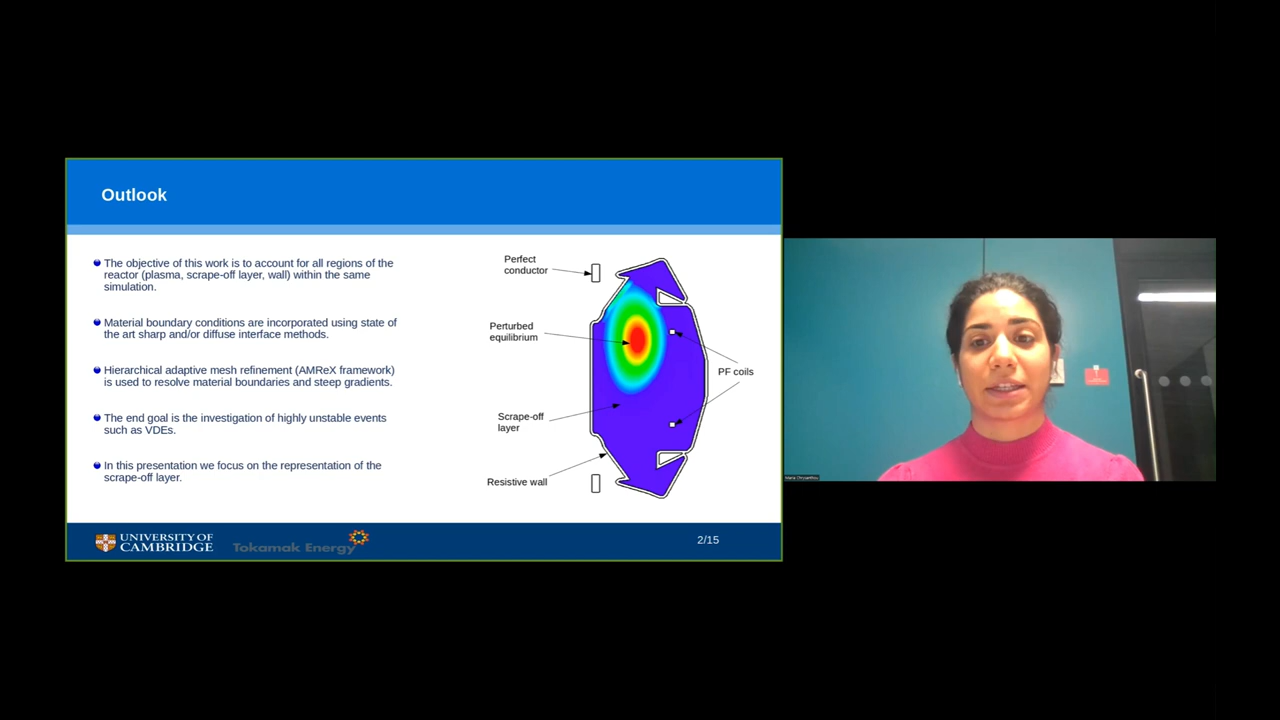 Outlook
The objective of this work is to account for all regions of the
reactor (plasma, scrape-off layer, wall) within the same
simulation.
Material boundary conditions are incorporated using state of
the art sharp and/or diffuse interface methods.
Hierarchical adaptive mesh refinement (AMReX framework)
is used to resolve material boundaries and steep gradients.
The end goal is the investigation of highly unstable events
such as VDEs.
In this presentation we focus on the representation of the
scrape-off layer.
Perfect
conductor
Perturbed
equilibrium
PF coils
Scrape-off
layer
Resistive wall
UNIVERSITY OF
CAMBRIDGE
Tokamak Energy
2/15
Maria Chrysanthou